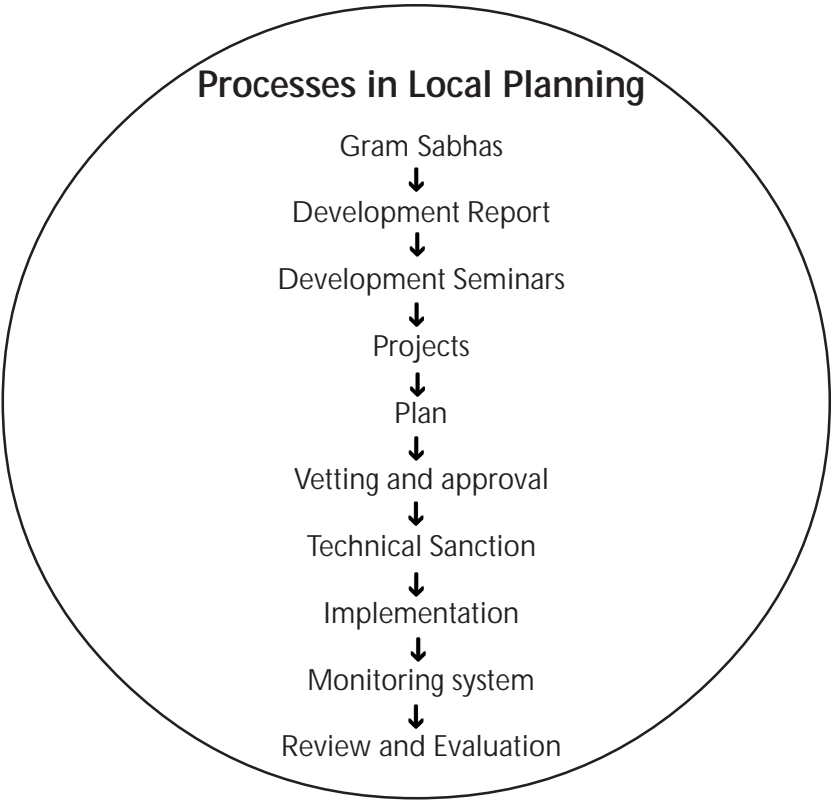 Processes in Local Planning
Gram Sabhas
Development Report
Development Seminars
Projects
Plan
Vetting and approval
Technical Sanction
Implementation
Monitoring system
Review and Evaluation